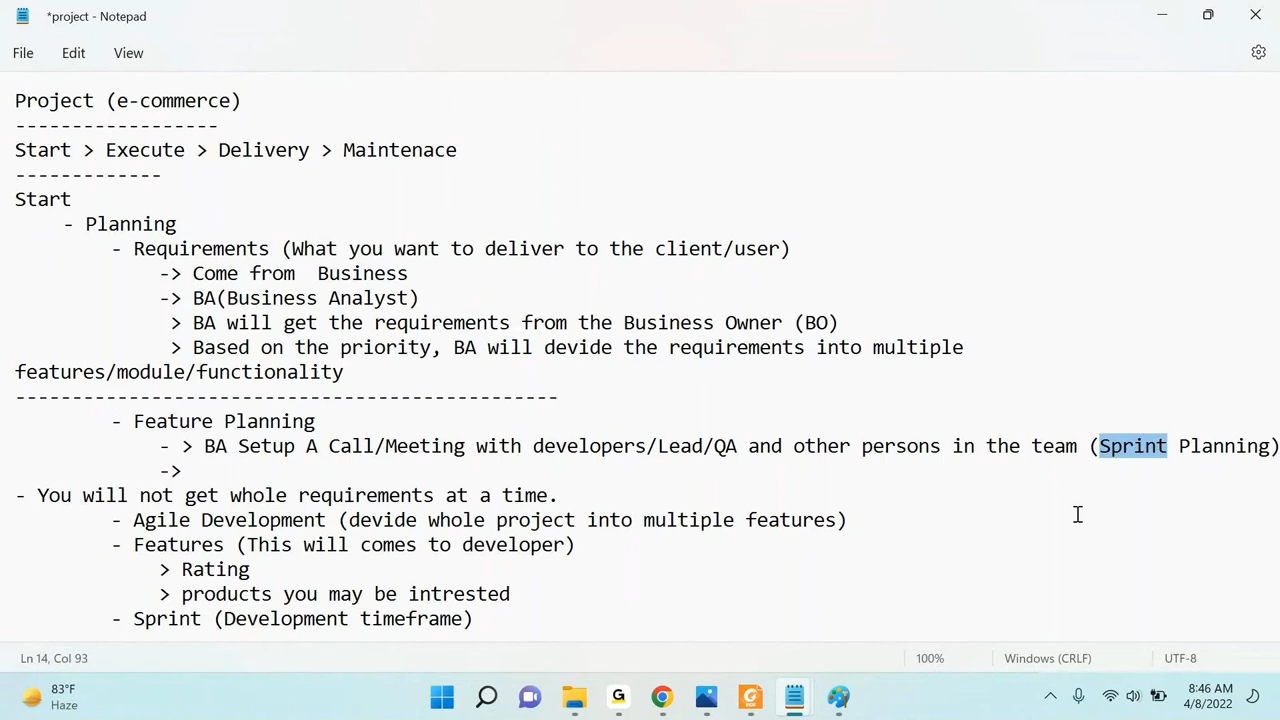 *project - Notepad
File Edit View
Project (e-commerce)
------------------
Start > Execute > Delivery > Maintenace
-------------
Start
- Planning
- Requirements (What you want to deliver to the client/user)
-> Come from  Business
-> BA(Business Analyst)
> BA will get the requirements from the Business Owner (BO)
> Based on the priority, BA will devide the requirements into multiple
features/module/functionality
------------------------------------------------
- Feature Planning
- > BA Setup A Call/Meeting with developers/Lead/QA and other persons in the team (Sprint Planning)
->
- You will not get whole requirements at a time.
- Agile Development (devide whole project into multiple features)
- Features (This will comes to developer)
> Rating
> products you may be intrested
- Sprint (Development timeframe)
Ln 14, Col 93 100% Windows (CRLF) UTF-8
83°F
Haze
G
PDF
8:46 AM
4/8/2022